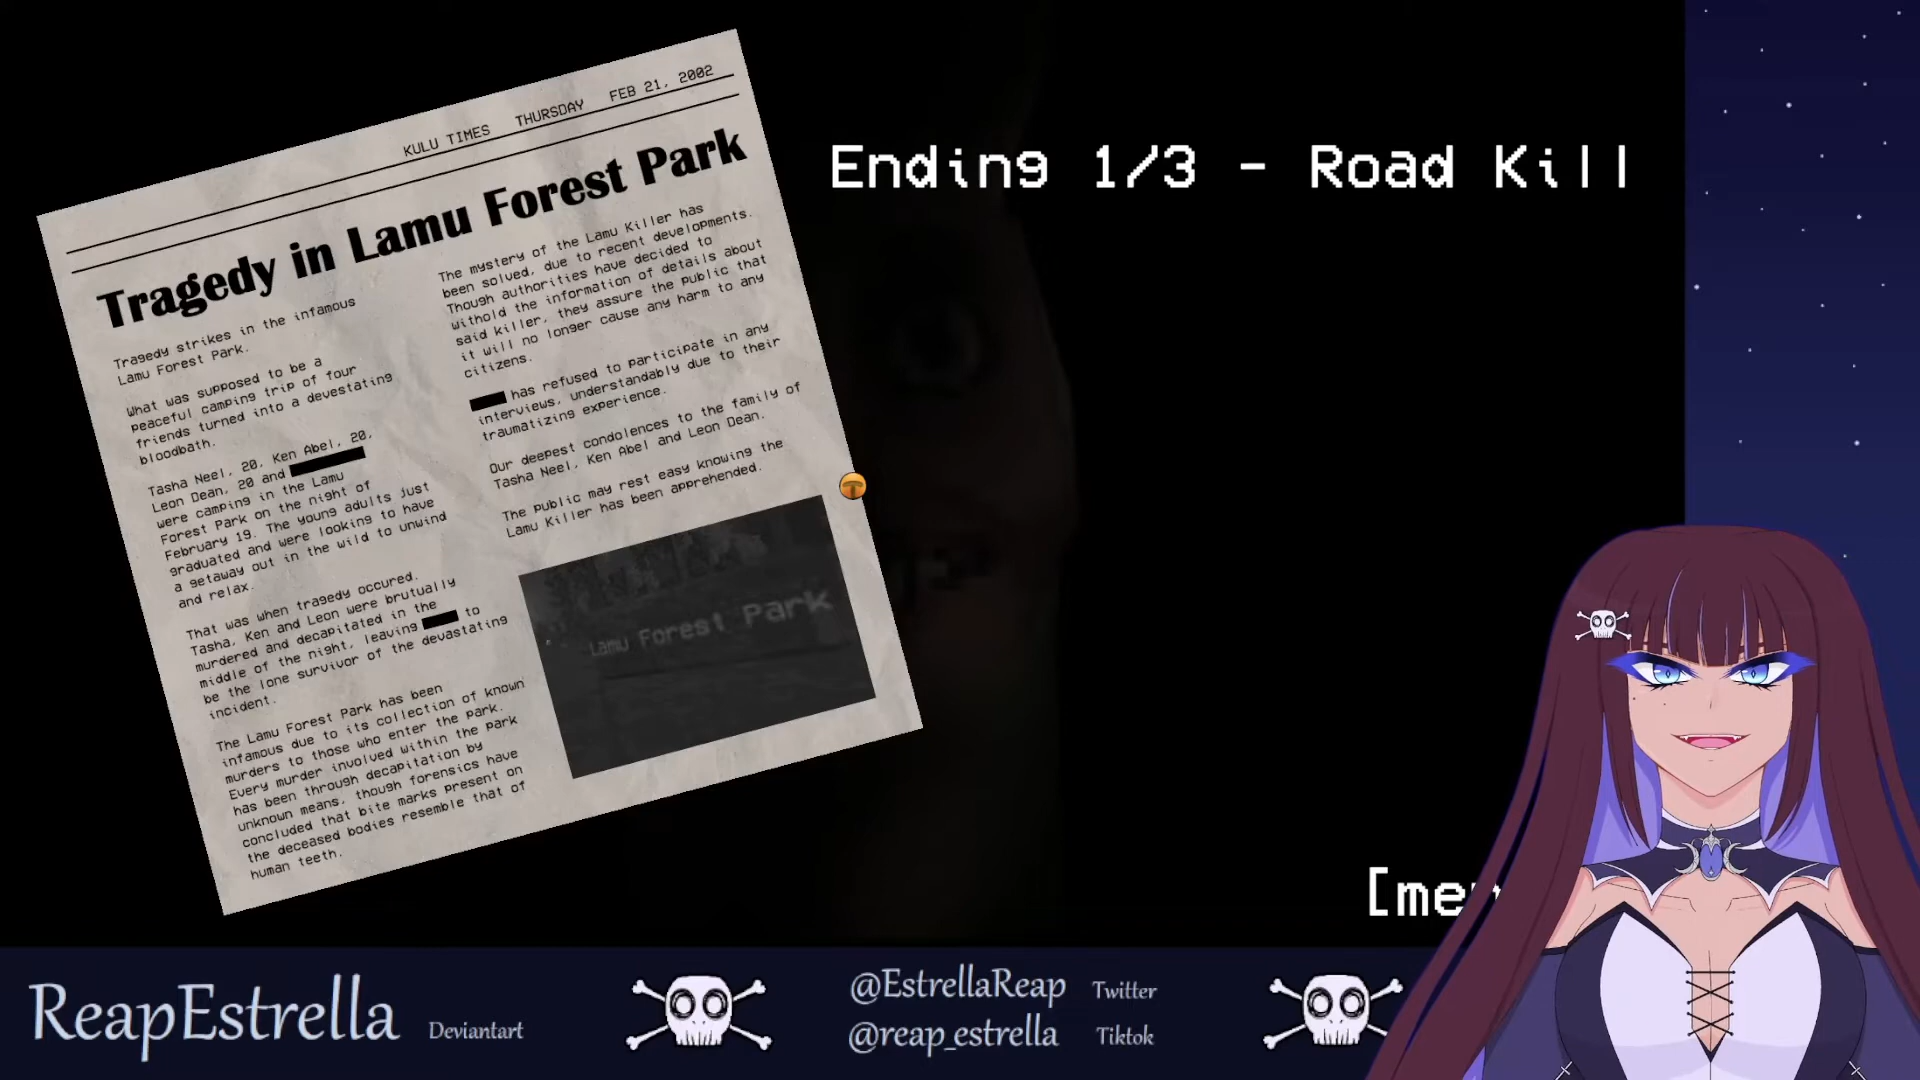 KULU TIMES THURSDAY FEB 21, 2002
Tragedy in Lamu Forest Park
Tragedy strikes in the infamous
Lamu Forest Park.
What was supposed to be a
peaceful camping trip of four
friends turned into a devestating
bloodbath.
Tasha Neel, 20, Ken Abel, 20,
Leon Dean, 20 and
were camping in the Lamu
Forest Park on the night of
February 19. The young adults just
graduated and were looking to have
a getaway out in the wild to unwind
and relax.
That was when tragedy occured.
Tasha, Ken and Leon were brutually
murdered and decapitated in the
middle of the night, leaving to
be the lone survivor of the devastating
incident.
The Lamu Forest Park has been
infamous due to its collection of known
murders to those who enter the park.
Every murder involved within the park
has been through decapitation by
unknown means, though forensics have
concluded that bite marks present on
the deceased bodies resemble that of
human teeth.
The mystery of the Lamu Killer has
been solved, due to recent developments.
Though authorities have decided to
withold the information of details about
said killer, they assure the public that
it will no longer cause any harm to any
citizens.
has refused to participate in any
interviews, understandably due to their
traumatizing experience.
Our deepest condolences to the family of
Tasha Neel, Ken Abel and Leon Dean.
The public may rest easy knowing the
Lamu Killer has been apprehended.
Lamu Forest Park
Ending 1/3 - Road Kill
[me
ReapEstrella Deviantart
@EstrellaReap Twitter
@reap_estrella Tiktok